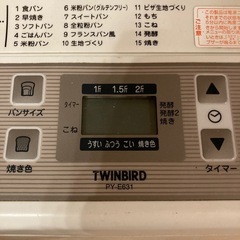 1 食パン
2 早焼き
3 ソフトパン
4 ごはんパン
5 米粉パン
6 米粉パン(グルテンフリー)
7 スイートパン
8 全粒粉パン
9 フランスパン風
10 生地づくり
11 ピザ生地づくり
12 もち
13 こね
14 発酵
15 焼き
パンサイズ
焼き色
1斤 1.5斤 2斤
タイマー
こね
発酵
発酵2
焼き
うすい ふつう こい 焼き色
TWINBIRD
PY-E631
タイマー